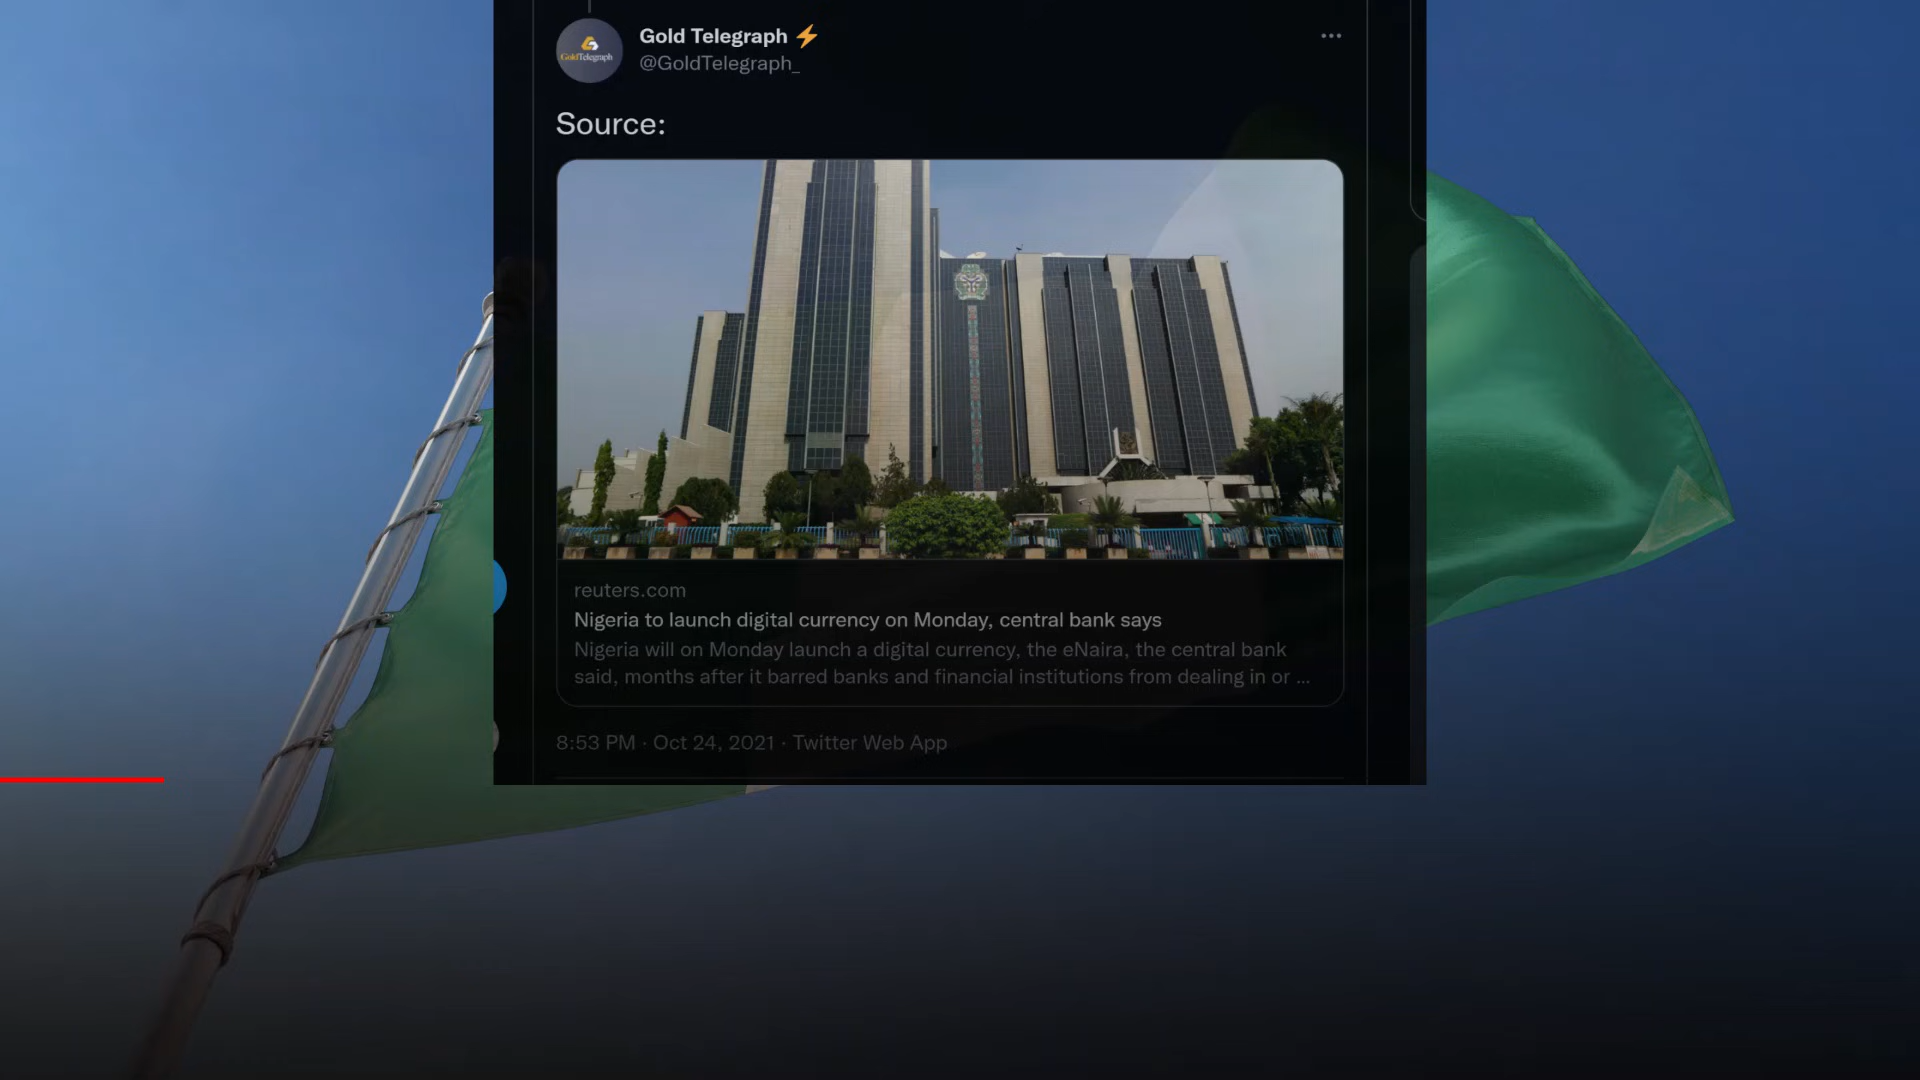 Gold Telegraph ⚡
@GoldTelegraph_
GoldTelegraph
Source:
reuters.com
Nigeria to launch digital currency on Monday, central bank says
Nigeria will on Monday launch a digital currency, the eNaira, the central bank
said, months after it barred banks and financial institutions from dealing in or ...
8:53 PM · Oct 24, 2021 · Twitter Web App